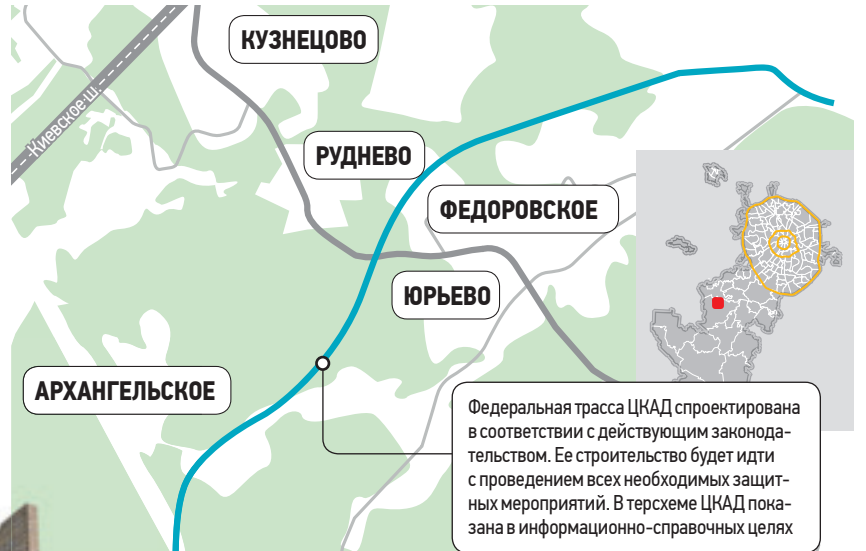 КУЗНЕЦОВО
Киевское ш.
РУДНЕВО
ФЕДОРОВСКОЕ
ЮРЬЕВО
АРХАНГЕЛЬСКОЕ
Федеральная трасса ЦКАД спроектирована
в соответствии с действующим законода-
тельством. Ее строительство будет идти
с проведением всех необходимых защит-
ных мероприятий. В терсхеме ЦКАД пока-
зана в информационно-справочных целях